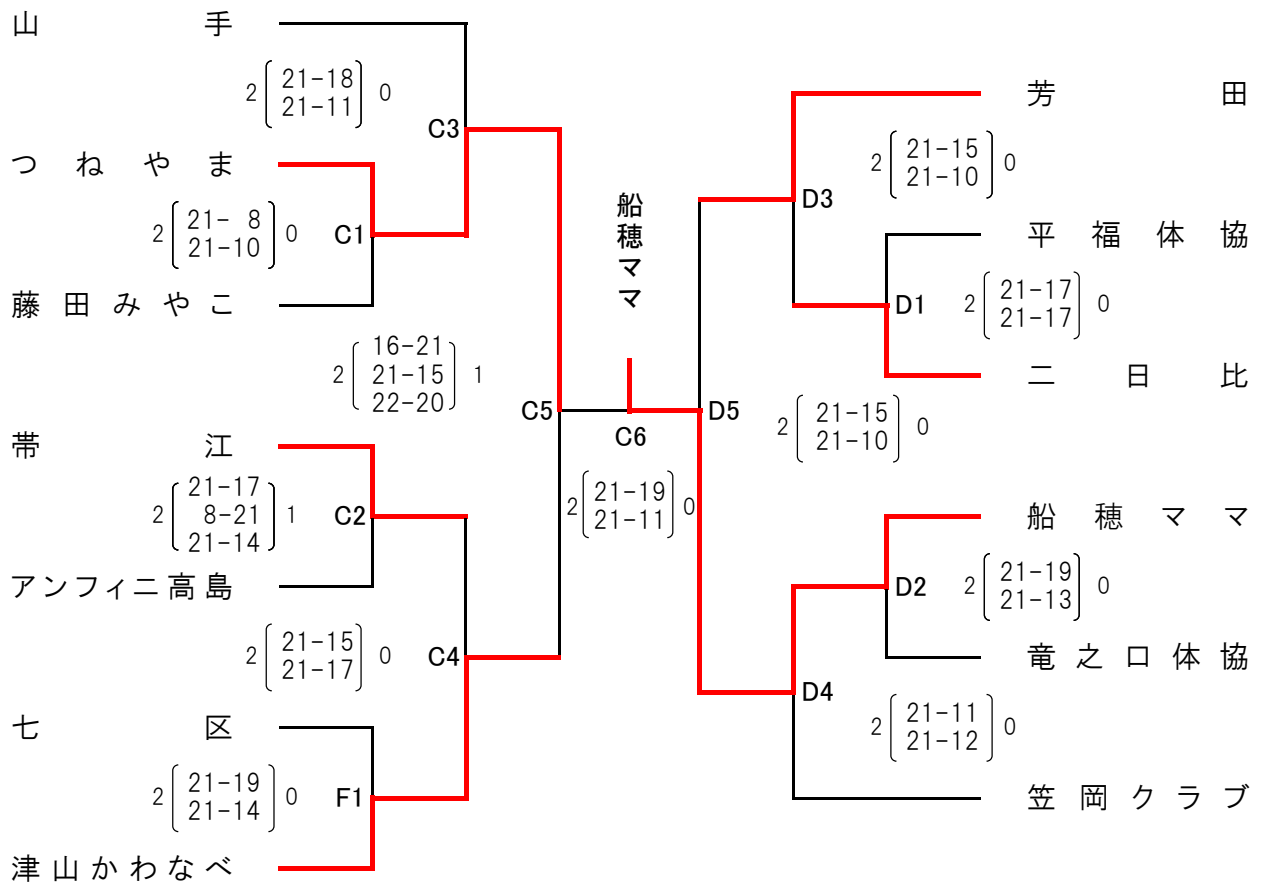 山手
2 21-18 0
21-11
C3
つねやま
2 21- 8 0
21-10
C1
藤田みやこ
16-21
2 21-15 1
22-20
C5
帯江
21-17
2 8-21 1
21-14
C2
アンフィニ高島
2 21-15 0
21-17
C4
七区
2 21-19 0
21-14
F1
津山かわなべ
船穂ママ
C6
2 21-19 0
21-11
芳田
2 21-15 0
21-10
D3
平福体協
D1
2 21-17 0
21-17
二日比
D5
2 21-15 0
21-10
船穂ママ
D2
2 21-19 0
21-13
竜之口体協
D4
2 21-11 0
21-12
笠岡クラブ